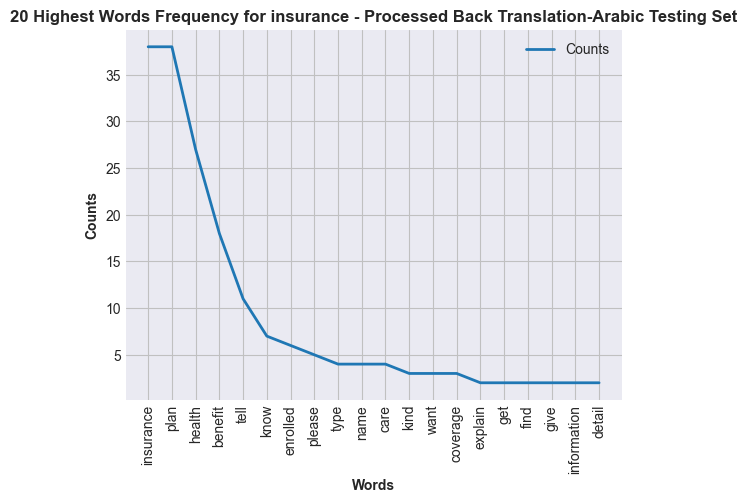 20 Highest Words Frequency for insurance - Processed Back Translation-Arabic Testing Set
Counts
Counts
35
30
25
20
15
10
5
insurance
plan
health
benefit
tell
know
enrolled
please
type
name
care
kind
want
coverage
explain
get
find
give
information
detail
Words